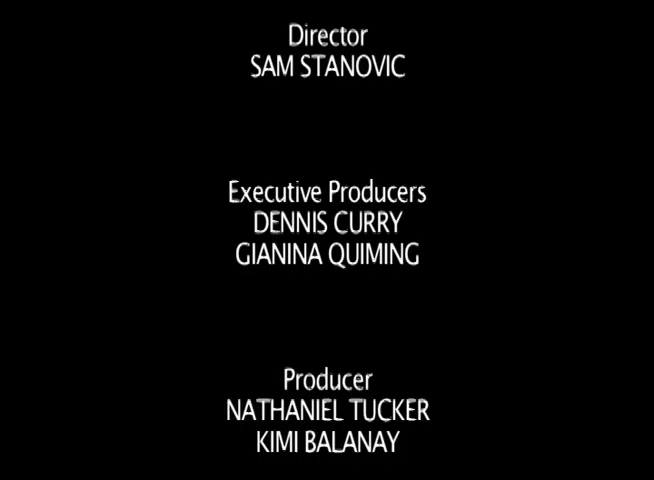 Director
SAM STANOVIC
Executive Producers
DENNIS CURRY
GIANINA QUIMING
Producer
NATHANIEL TUCKER
KIMI BALANAY